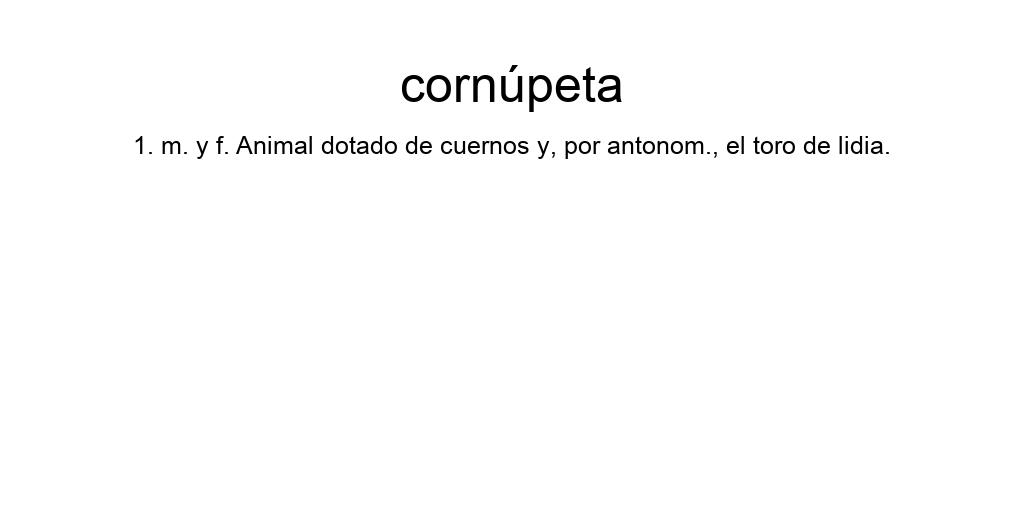 cornúpeta
1. m. y f. Animal dotado de cuernos y, por antonom., el toro de lidia.